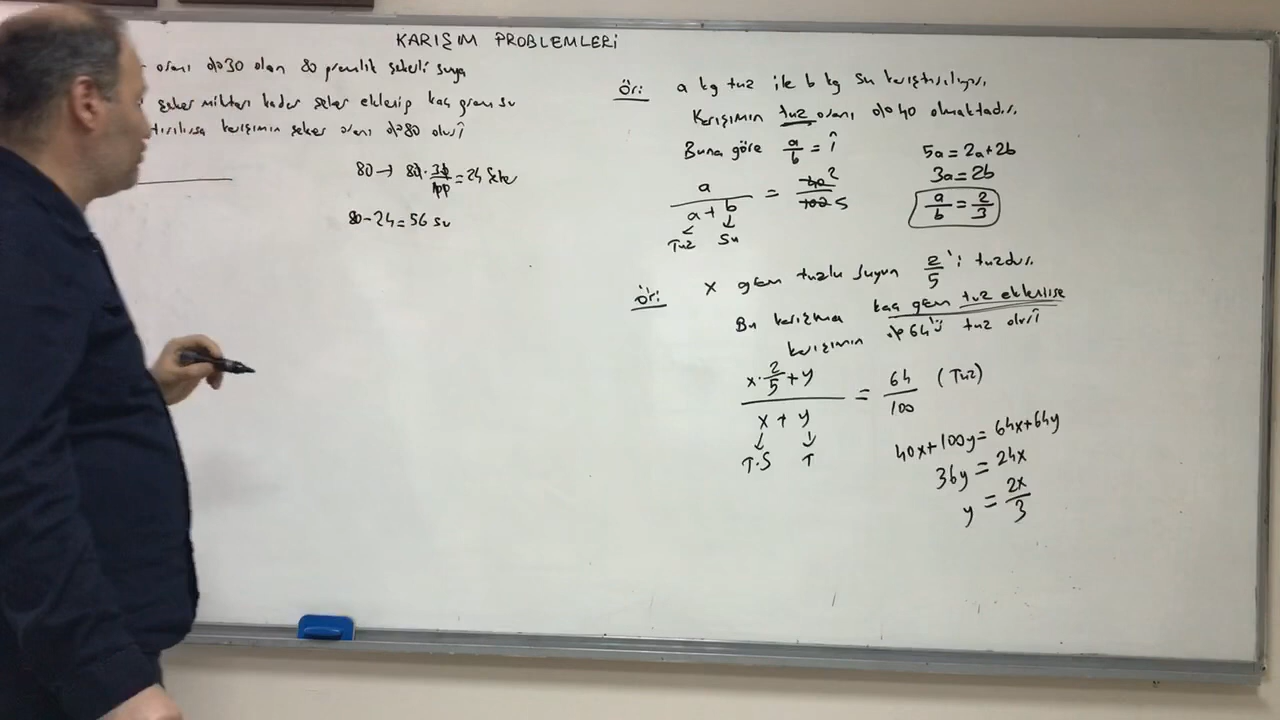 KARIŞIM PROBLEMLERİ
oranı %30 olan 80 gramlık şekerli suya
şeker miktarı kadar şeker eklenip kaç gram su
karışımın şeker oranı %80 olur?
80 → 80 · 30/100 = 24 şeker
80-24 = 56 su
Ör: a kg tuz ile b kg su karıştırılıyor.
Karışımın tuz oranı %40 olmaktadır.
Buna göre a/b = ?
a/(a+b) = 40/100 2 5
Tuz Su
5a = 2a+2b
3a = 2b
a/b = 2/3
Ör: x gram tuzlu suyun 2/5'i tuzdur.
Bu karışıma kaç gram tuz eklenirse
karışımın %64'ü tuz olur?
(x · 2/5 + y)/(x + y) = 64/100 (Tuz)
T.S T
40x+100y = 64x+64y
36y = 24x
y = 2x/3